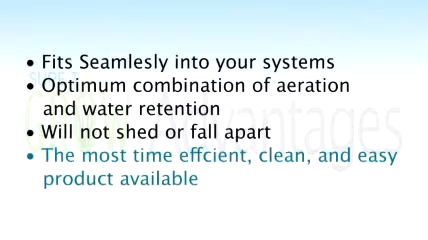 • Fits Seamlesly into your systems
• Optimum combination of aeration
and water retention
• Will not shed or fall apart
• The most time effcient, clean, and easy
product available
Advantages